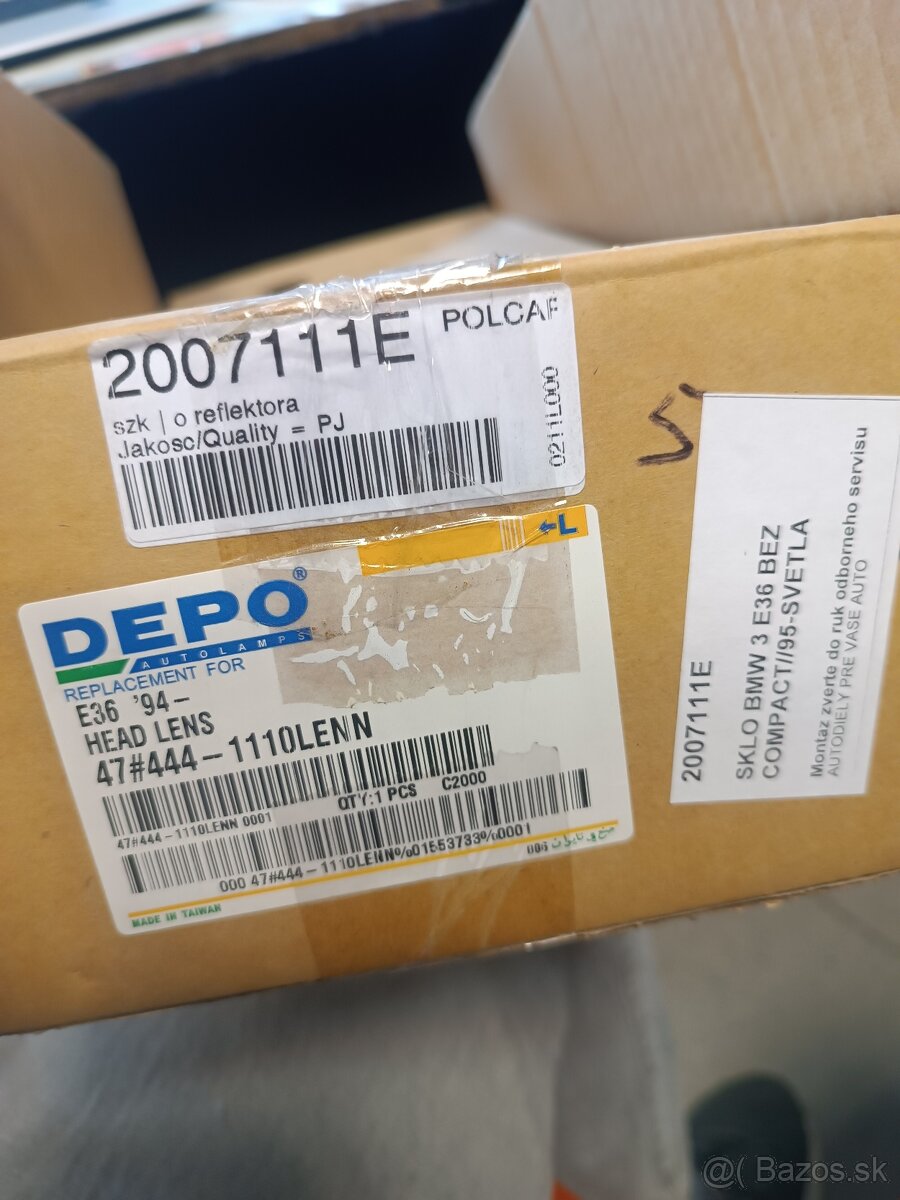 2007111E
POLCAR
szk | o reflektora
Jakosc/Quality = PJ
0211L000
L
DEPO®
AUTOLAMPS
REPLACEMENT FOR
E36 '94-
HEAD LENS
47#444-1110LENN
QTY:1 PCS C2000
47#444-1110LENN 0001
000 47#444-1110LENN%01553733%0001
MADE IN TAIWAN
2007111E
SKLO BMW 3 E36 BEZ
COMPACT//95-SVETLA
Montaz zverte do ruk odborneho servisu
AUTODIELY PRE VASE AUTO
@( Bazos.sk